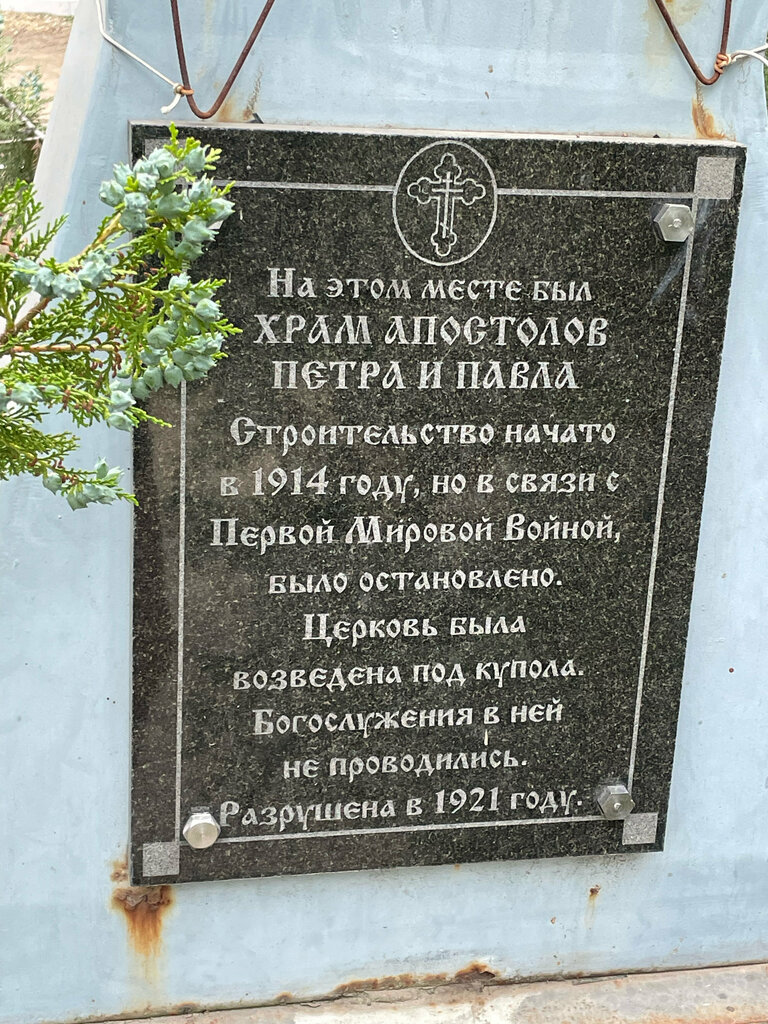 На этом месте был
ХРАМ АПОСТОЛОВ
ПЕТРА И ПАВЛА
Строительство начато
в 1914 году, но в связи с
Первой Мировой Войной,
было остановлено.
Церковь была
возведена под купола.
Богослужения в ней
не проводились.
Разрушена в 1921 году.